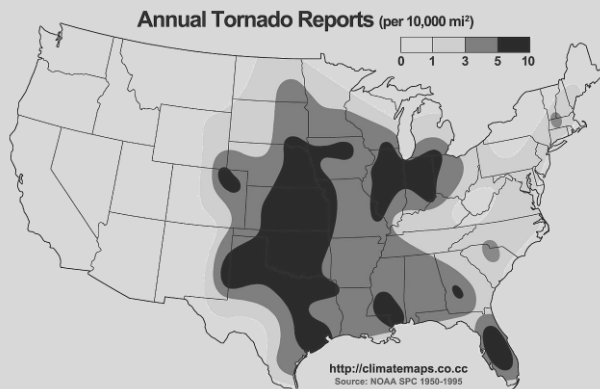 Annual Tornado Reports (per 10,000 mi²)
0 1 3 5 10
http://climatemaps.co.cc
Source: NOAA SPC 1950-1995